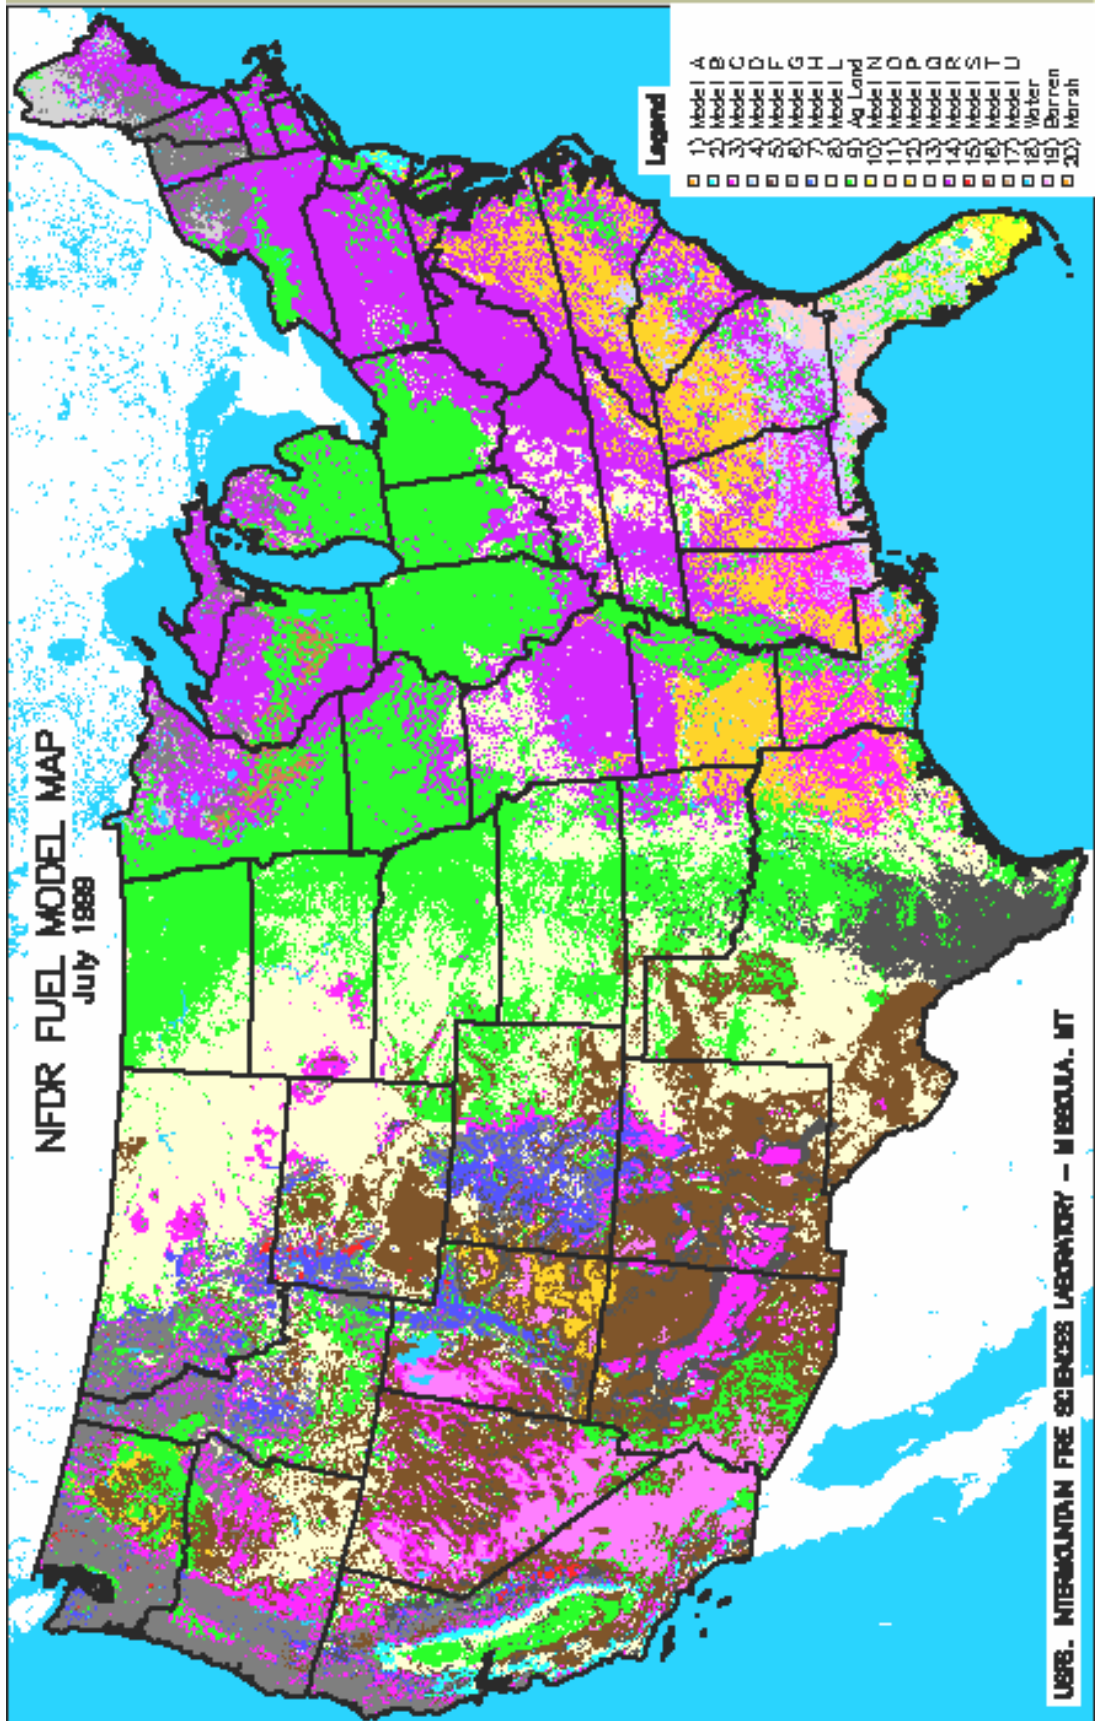 NFDR FUEL MODEL MAP
July 1999
Legend
1) Model A
2) Model B
3) Model C
4) Model D
5) Model F
6) Model G
7) Model H
8) Model L
9) Ag Land
10) Model N
11) Model O
12) Model P
13) Model Q
14) Model R
15) Model S
16) Model T
17) Model U
18) Water
19) Barren
20) Marsh
USFS. INTERMOUNTAIN FIRE SCIENCES LABORATORY - MISSOULA. MT